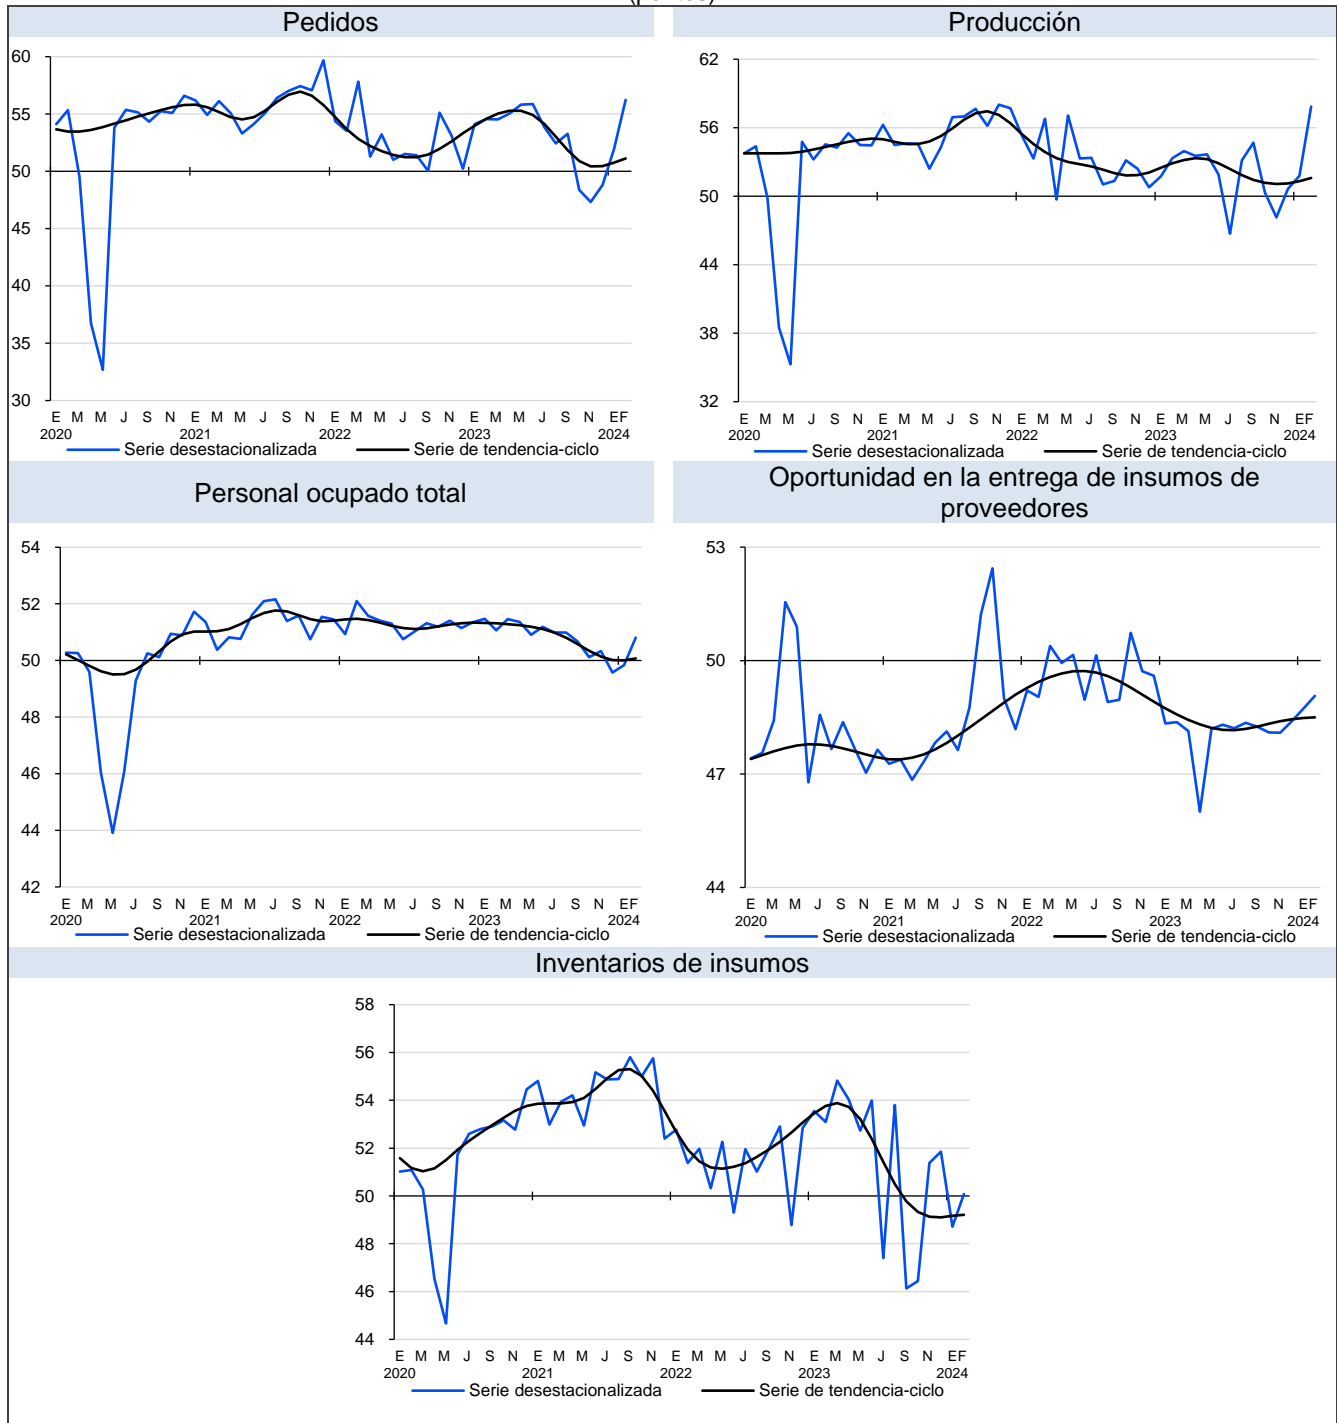 (puntos)
Pedidos
60
55
50
45
40
35
30
E M M J S N E M M J S N E M M J S N E M M J S N EF
2020 2021 2022 2023 2024
Serie desestacionalizada Serie de tendencia-ciclo
Producción
62
56
50
44
38
32
E M M J S N E M M J S N E M M J S N E M M J S N EF
2020 2021 2022 2023 2024
Serie desestacionalizada Serie de tendencia-ciclo
Personal ocupado total
54
52
50
48
46
44
42
E M M J S N E M M J S N E M M J S N E M M J S N EF
2020 2021 2022 2023 2024
Serie desestacionalizada Serie de tendencia-ciclo
Oportunidad en la entrega de insumos de
proveedores
53
50
47
44
E M M J S N E M M J S N E M M J S N E M M J S N EF
2020 2021 2022 2023 2024
Serie desestacionalizada Serie de tendencia-ciclo
Inventarios de insumos
58
56
54
52
50
48
46
44
E M M J S N E M M J S N E M M J S N E M M J S N EF
2020 2021 2022 2023 2024
Serie desestacionalizada Serie de tendencia-ciclo